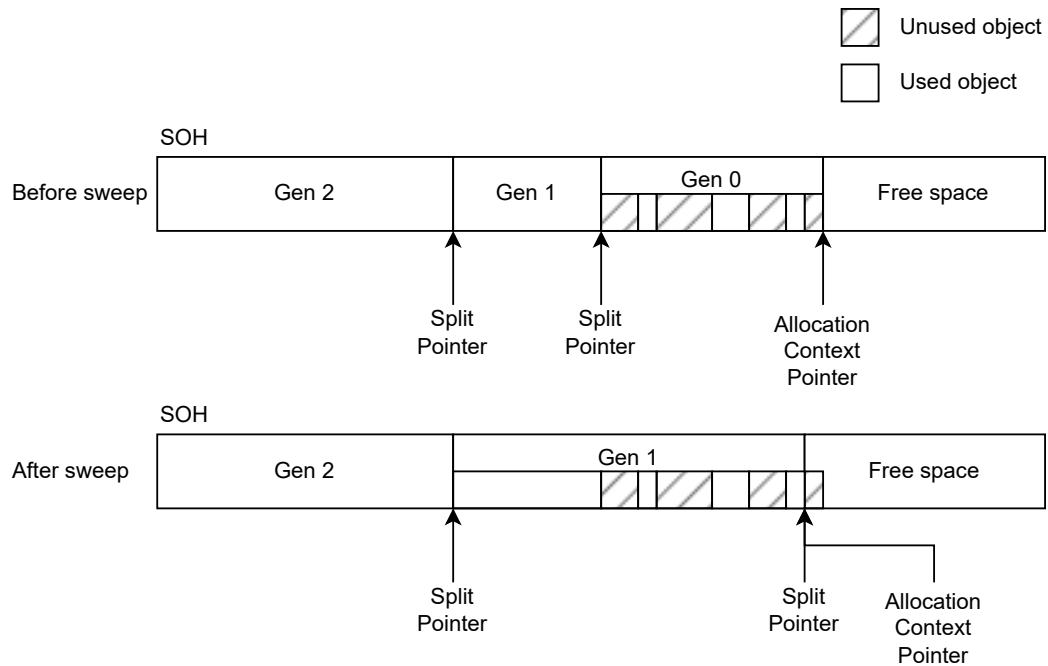 Unused object
Used object
SOH
Before sweep
Gen 2
Gen 1
Gen 0
Free space
Split
Pointer
Split
Pointer
Allocation
Context
Pointer
SOH
After sweep
Gen 2
Gen 1
Free space
Split
Pointer
Split
Pointer
Allocation
Context
Pointer